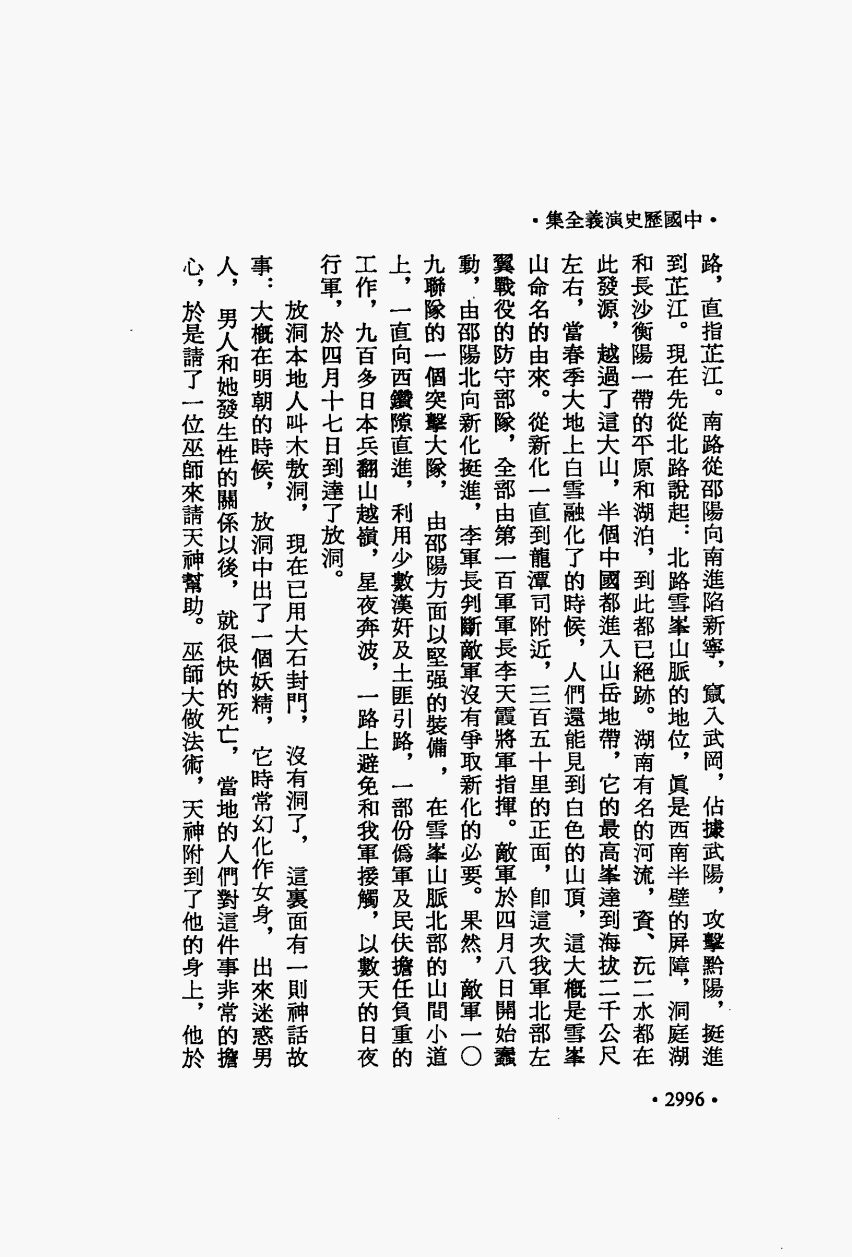 •中國歷史演義全集•
路，直指芷江。南路從邵陽向南進陷新寧，竄入武岡，佔據武陽，攻擊黔陽，挺進
到芷江。現在先從北路說起：北路雪峯山脈的地位，眞是西南半壁的屛障，洞庭湖
和長沙衡陽一帶的平原和湖泊，到此都已絕跡。湖南有名的河流，資、沅二水都在
此發源，越過了這大山，半個中國都進入山岳地帶，它的最高峯達到海拔二千公尺
左右，當春季大地上白雪融化了的時候，人們還能見到白色的山頂，這大概是雪峯
山命名的由來。從新化一直到龍潭司附近，三百五十里的正面，卽這次我軍北部左
翼戰役的防守部隊，全部由第一百軍軍長李天霞將軍指揮。敵軍於四月八日開始蠢
動，由邵陽北向新化挺進，李軍長判斷敵軍沒有爭取新化的必要。果然，敵軍一〇
九聯隊的一個突擊大隊，由邵陽方面以堅强的裝備，在雪峯山脈北部的山間小道
上，一直向西鑽隙直進，利用少數漢奸及土匪引路，一部份僞軍及民伕擔任負重的
工作，九百多日本兵翻山越嶺，星夜奔波，一路上避免和我軍接觸，以數天的日夜
行軍，於四月十七日到達了放洞。
放洞本地人叫木敖洞，現在已用大石封門，沒有洞了，這裏面有一則神話故
事：大概在明朝的時候，放洞中出了一個妖精，它時常幻化作女身，出來迷惑男
人，男人和她發生性的關係以後，就很快的死亡，當地的人們對這件事非常的擔
心，於是請了一位巫師來請天神幫助。巫師大做法術，天神附到了他的身上，他於
•2996•